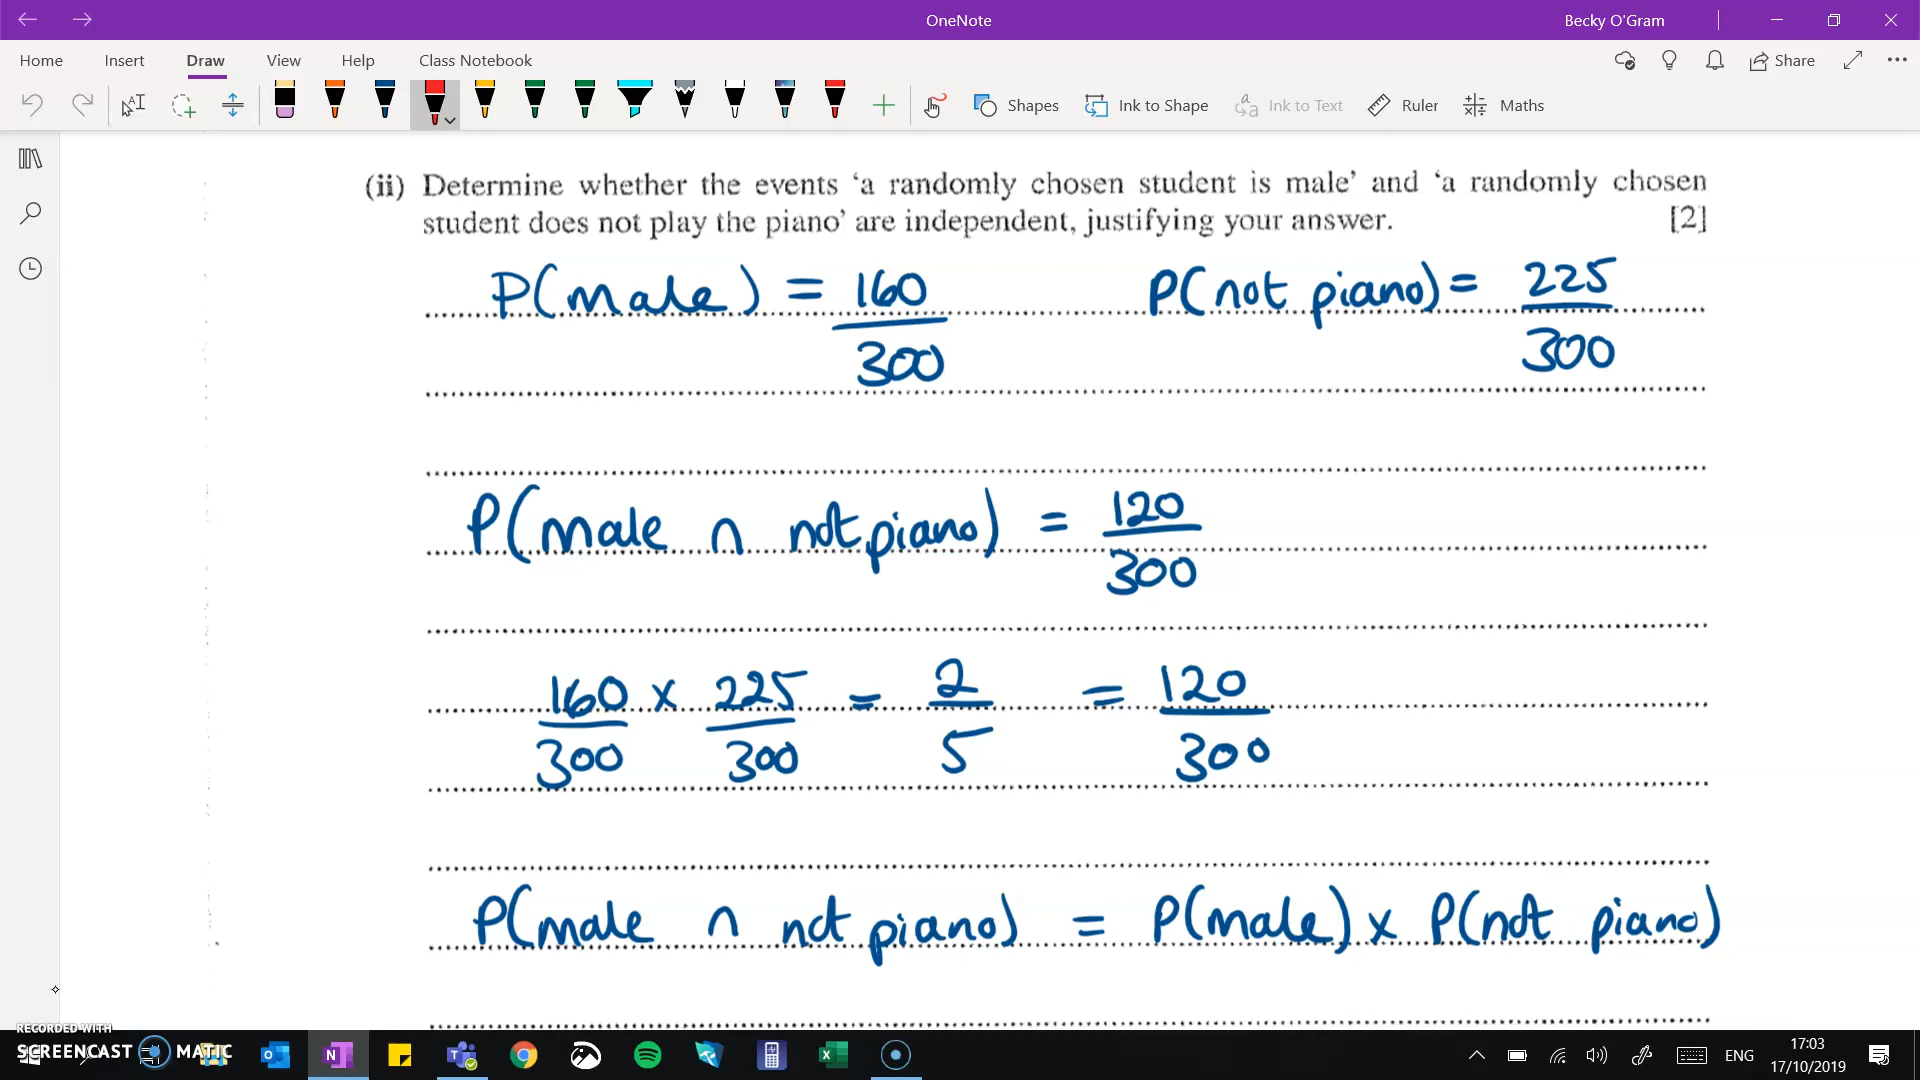 OneNote
Becky O'Gram
Home Insert Draw View Help Class Notebook
Share
Shapes Ink to Shape Ink to Text Ruler Maths
(ii) Determine whether the events ‘a randomly chosen student is male’ and ‘a randomly chosen
student does not play the piano’ are independent, justifying your answer. [2]
P(male) = 160/300 P(not piano) = 225/300
P(male ∩ not piano) = 120/300
160/300 x 225/300 = 2/5 = 120/300
P(male ∩ not piano) = P(male) x P(not piano)
RECORDED WITH
SCREENCAST MATIC
ENG
17:03
17/10/2019